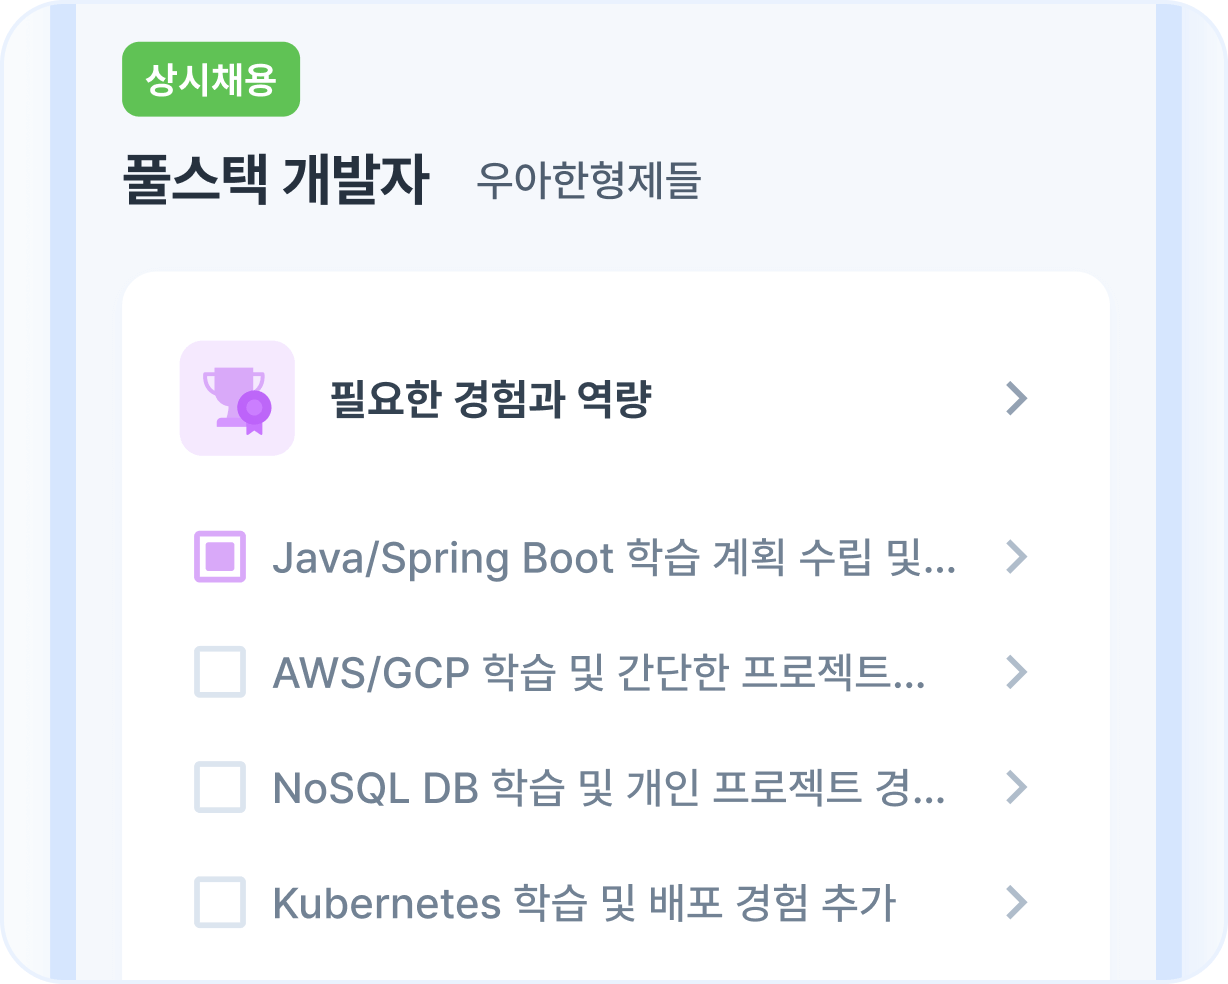 상시채용
풀스택 개발자 우아한형제들
필요한 경험과 역량
Java/Spring Boot 학습 계획 수립 및...
AWS/GCP 학습 및 간단한 프로젝트...
NoSQL DB 학습 및 개인 프로젝트 경...
Kubernetes 학습 및 배포 경험 추가